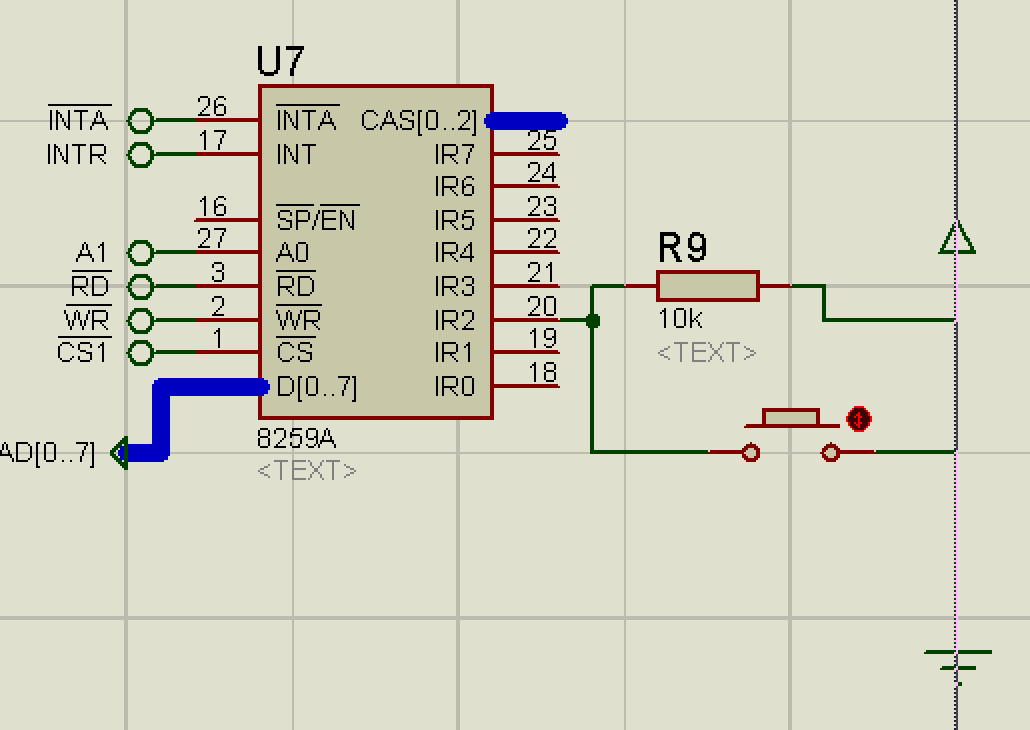 U7
INTA 26 INTA CAS[0..2]
INTR 17 INT IR7 25
IR6 24
16 SP/EN IR5 23
A1 27 A0 IR4 22
RD 3 RD IR3 21
WR 2 WR IR2 20
CS1 1 CS IR1 19
D[0..7] IR0 18
AD[0..7]
8259A
<TEXT>
R9
10k
<TEXT>